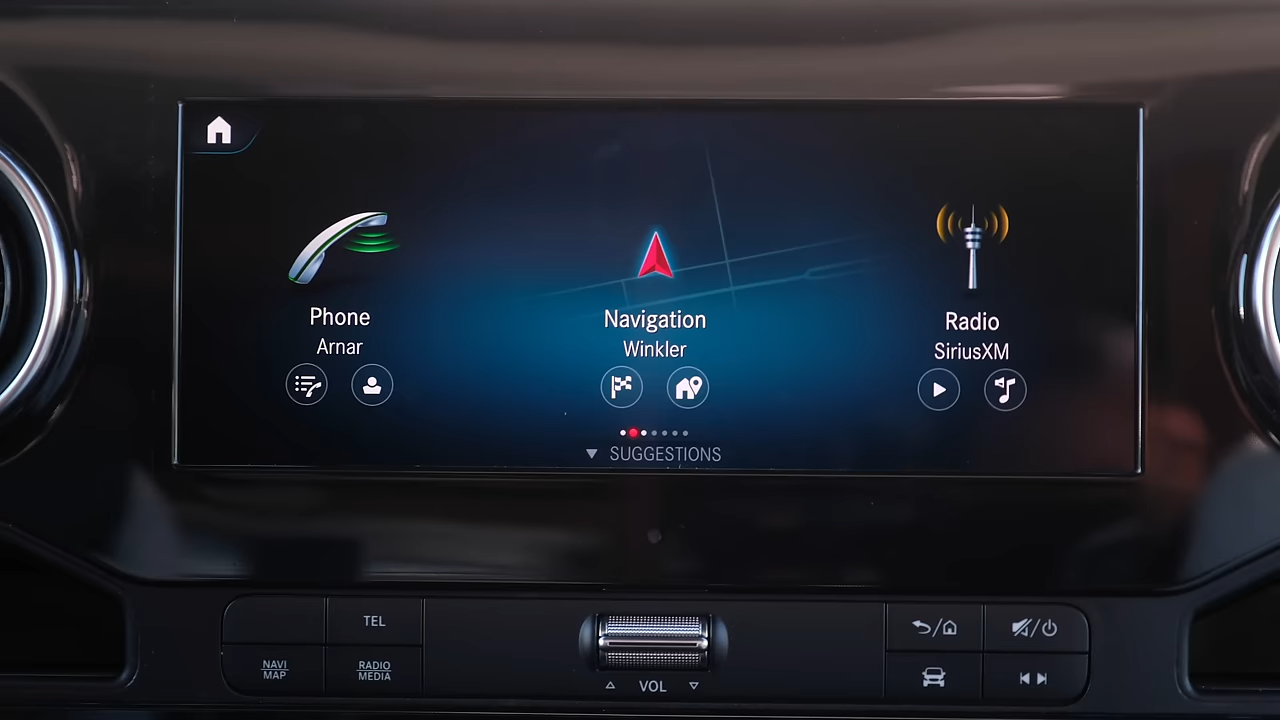 Phone
Arnar
Navigation
Winkler
Radio
SiriusXM
SUGGESTIONS
TEL
NAVI
MAP
RADIO
MEDIA
VOL